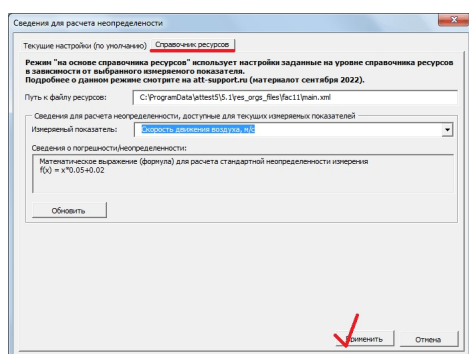 Сведения для расчета неопределености
Текущие настройки (по умолчанию) Справочник ресурсов
Режим "на основе справочника ресурсов" использует настройки заданные на уровне справочника ресурсов
в зависимости от выбранного измеряемого показателя.
Подробнее о данном режиме смотрите на att-support.ru (материалот сентября 2022).
Путь к файлу ресурсов: C:\ProgramData\attest5\5.1\res_orgs_files\fac11\main.xml
Сведения для расчета неопределенности, доступные для текущих измеряемых показателей
Измеряемый показатель: Скорость движения воздуха, м/с
Сведения о погрешности/неопределенности:
Математическое выражение (формула) для расчета стандартной неопределенности измерения
f(x) = x*0.05+0.02
Обновить
Применить Отмена